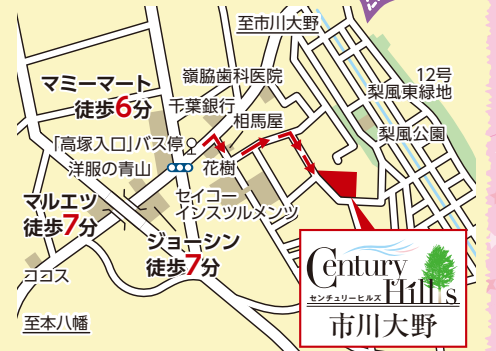 至市川大野
嶺脇歯科医院
12号
梨風東緑地
マミーマート
徒歩6分
千葉銀行
相馬屋
梨風公園
「高塚入口」バス停
洋服の青山
花樹
セイコー
インスツルメンツ
マルエツ
徒歩7分
ジョーシン
徒歩7分
ココス
至本八幡
Century
センチュリーヒルズ
Hills
市川大野